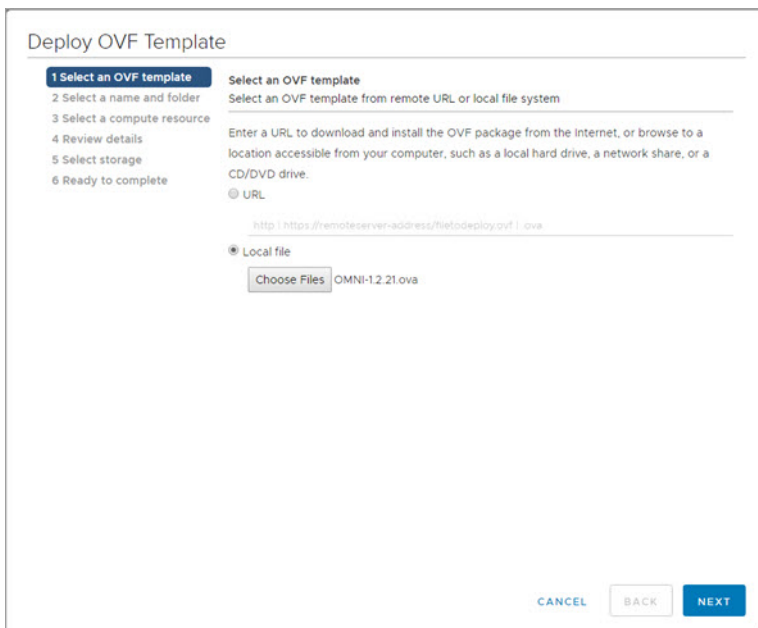 Deploy OVF Template
1 Select an OVF template
2 Select a name and folder
3 Select a compute resource
4 Review details
5 Select storage
6 Ready to complete
Select an OVF template
Select an OVF template from remote URL or local file system
Enter a URL to download and install the OVF package from the Internet, or browse to a
location accessible from your computer, such as a local hard drive, a network share, or a
CD/DVD drive.
URL
http | https://remoteserver-address/filetodeploy.ovf | .ova
Local file
Choose Files OMNI-1.2.21.ova
CANCEL BACK NEXT